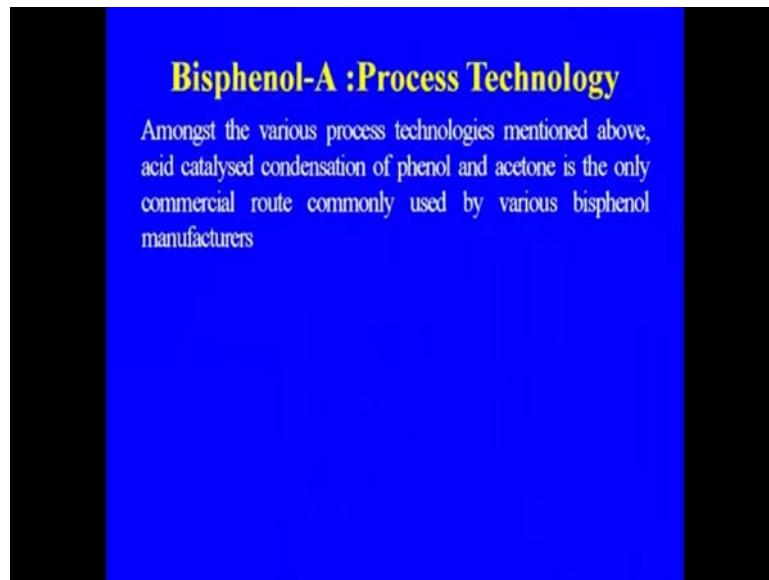 Bisphenol-A :Process Technology
Amongst the various process technologies mentioned above,
acid catalysed condensation of phenol and acetone is the only
commercial route commonly used by various bisphenol
manufacturers